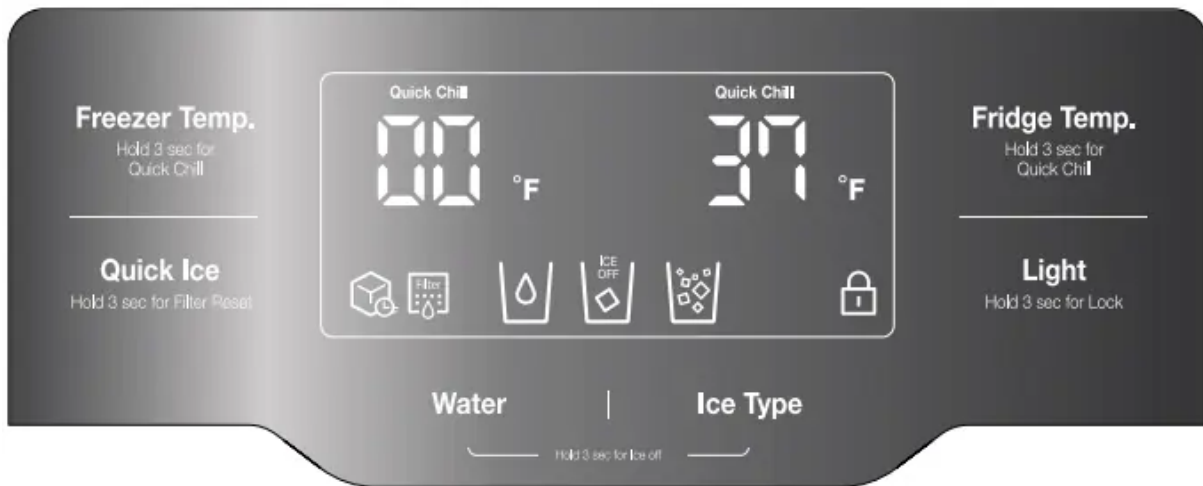 Quick Chill
Quick Chill
Freezer Temp.
Hold 3 sec for
Quick Chill
00 °F
37 °F
Fridge Temp.
Hold 3 sec for
Quick Chill
Quick Ice
Hold 3 sec for Filter Reset
Filter
ICE
OFF
Light
Hold 3 sec for Lock
Water | Ice Type
Hold 3 sec for Ice off